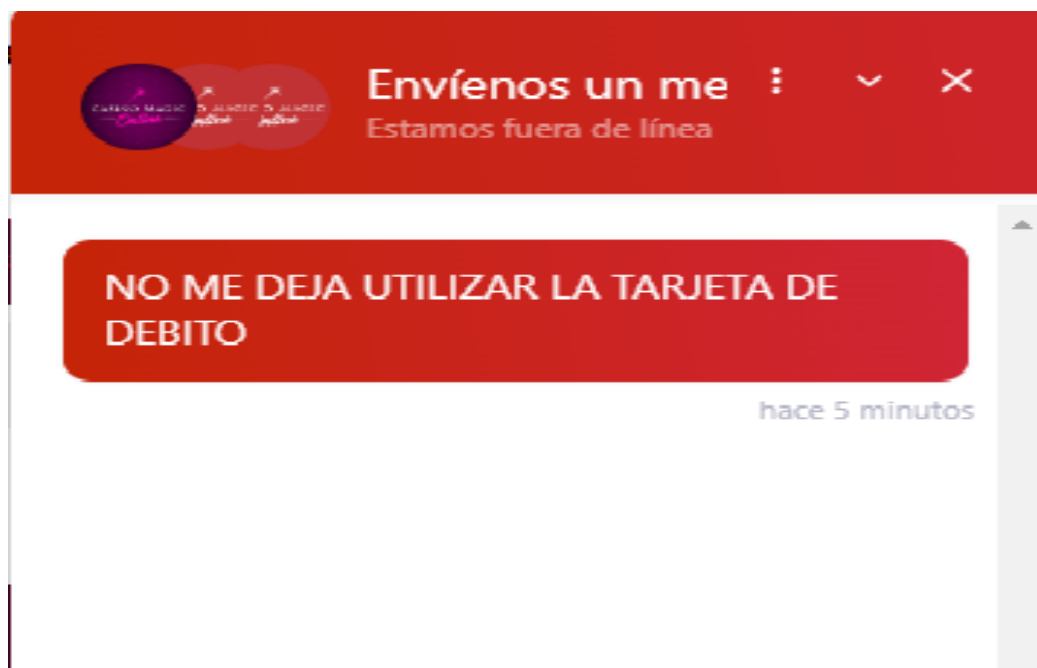 Envíenos un me
Estamos fuera de línea
NO ME DEJA UTILIZAR LA TARJETA DE
DEBITO
hace 5 minutos